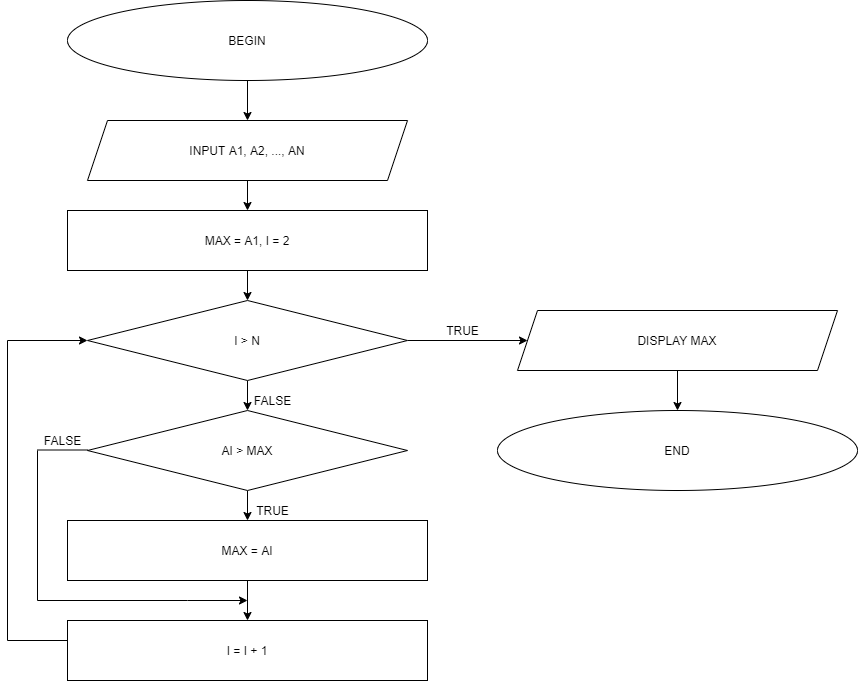 BEGIN
INPUT A1, A2, ..., AN
MAX = A1, I = 2
I > N
TRUE
DISPLAY MAX
FALSE
AI > MAX
FALSE
END
TRUE
MAX = AI
I = I + 1